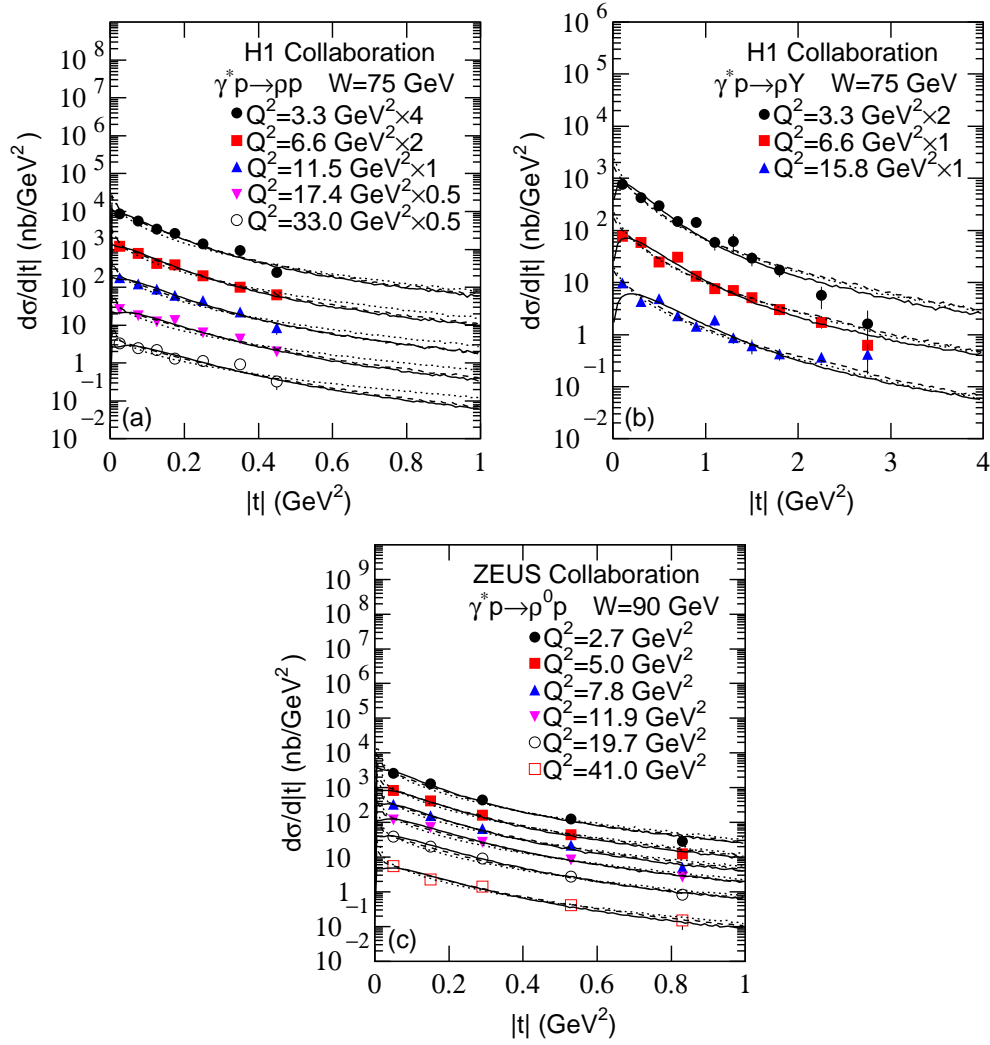 H1 Collaboration
γ*p→ρp W=75 GeV
Q²=3.3 GeV²×4
Q²=6.6 GeV²×2
Q²=11.5 GeV²×1
Q²=17.4 GeV²×0.5
Q²=33.0 GeV²×0.5
dσ/d|t| (nb/GeV²)
10⁸
10⁷
10⁶
10⁵
10⁴
10³
10²
10
1
10⁻¹
10⁻²
(a)
0 0.2 0.4 0.6 0.8 1
|t| (GeV²)
H1 Collaboration
γ*p→ρY W=75 GeV
Q²=3.3 GeV²×2
Q²=6.6 GeV²×1
Q²=15.8 GeV²×1
dσ/d|t| (nb/GeV²)
10⁶
10⁵
10⁴
10³
10²
10
1
10⁻¹
10⁻²
(b)
0 1 2 3 4
|t| (GeV²)
ZEUS Collaboration
γ*p→ρ⁰p W=90 GeV
Q²=2.7 GeV²
Q²=5.0 GeV²
Q²=7.8 GeV²
Q²=11.9 GeV²
Q²=19.7 GeV²
Q²=41.0 GeV²
dσ/d|t| (nb/GeV²)
10⁹
10⁸
10⁷
10⁶
10⁵
10⁴
10³
10²
10
1
10⁻¹
10⁻²
(c)
0 0.2 0.4 0.6 0.8 1
|t| (GeV²)